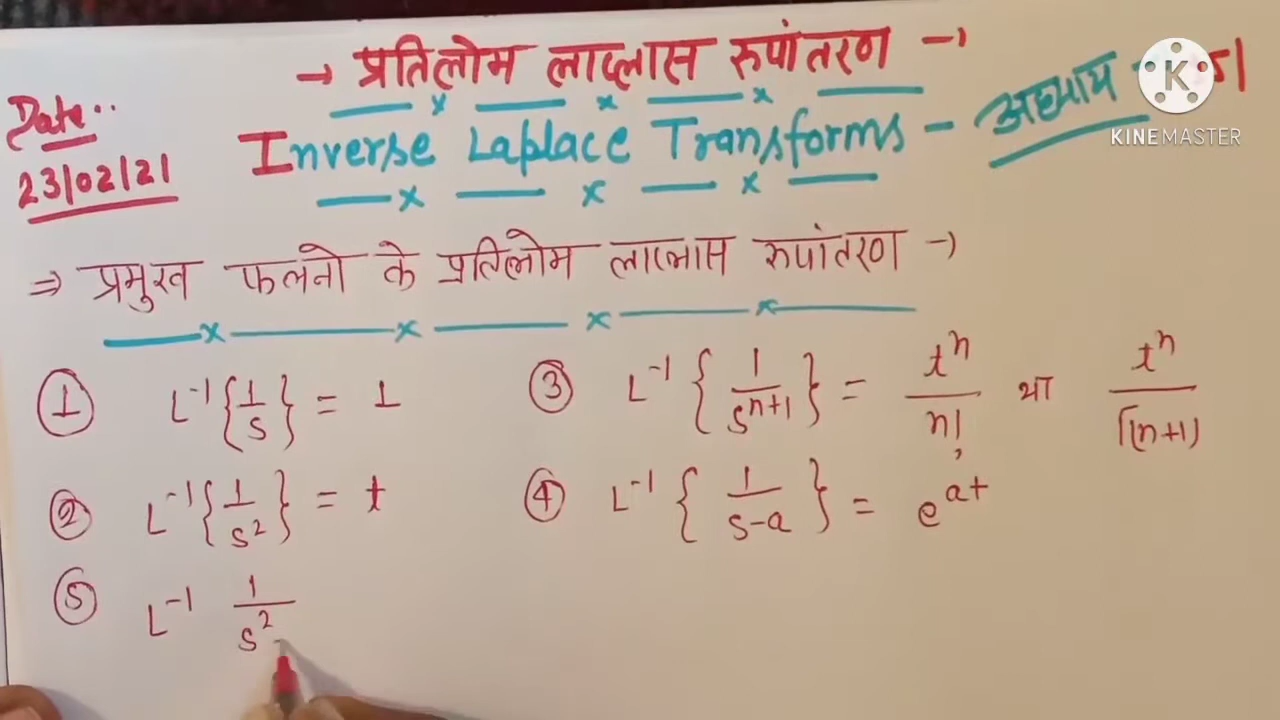 → प्रतिलोम लाप्लास रुपांतरण →
Date..
23/02/21
Inverse Laplace Transforms - अध्याय
K
KINEMASTER
⇒ प्रमुख फलनो के प्रतिलोम लाप्लास रुपांतरण →
① L⁻¹{1/s} = 1
③ L⁻¹{1/sⁿ⁺¹} = tⁿ/n! या tⁿ/Γ(n+1)
② L⁻¹{1/s²} = t
④ L⁻¹{1/s-a} = eᵃᵗ
⑤ L⁻¹ 1/s²